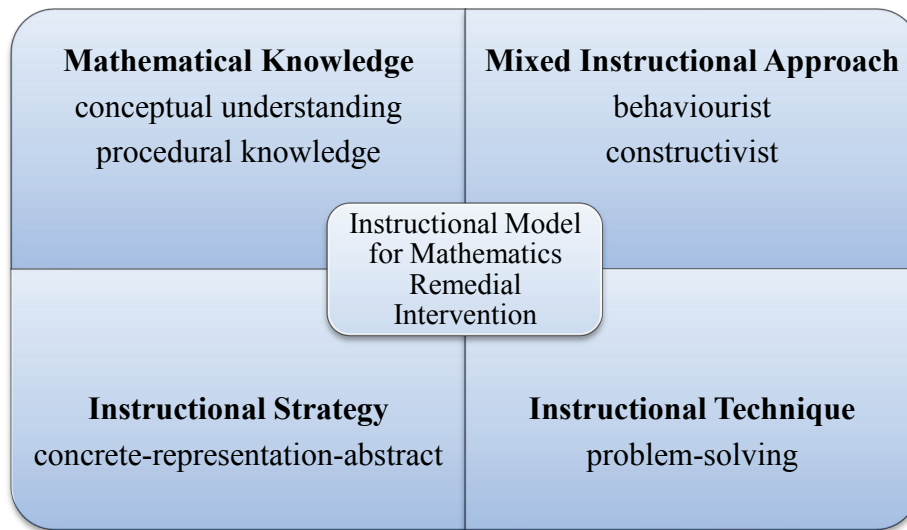 Mathematical Knowledge
conceptual understanding
procedural knowledge
Mixed Instructional Approach
behaviourist
constructivist
Instructional Model
for Mathematics
Remedial
Intervention
Instructional Strategy
concrete-representation-abstract
Instructional Technique
problem-solving